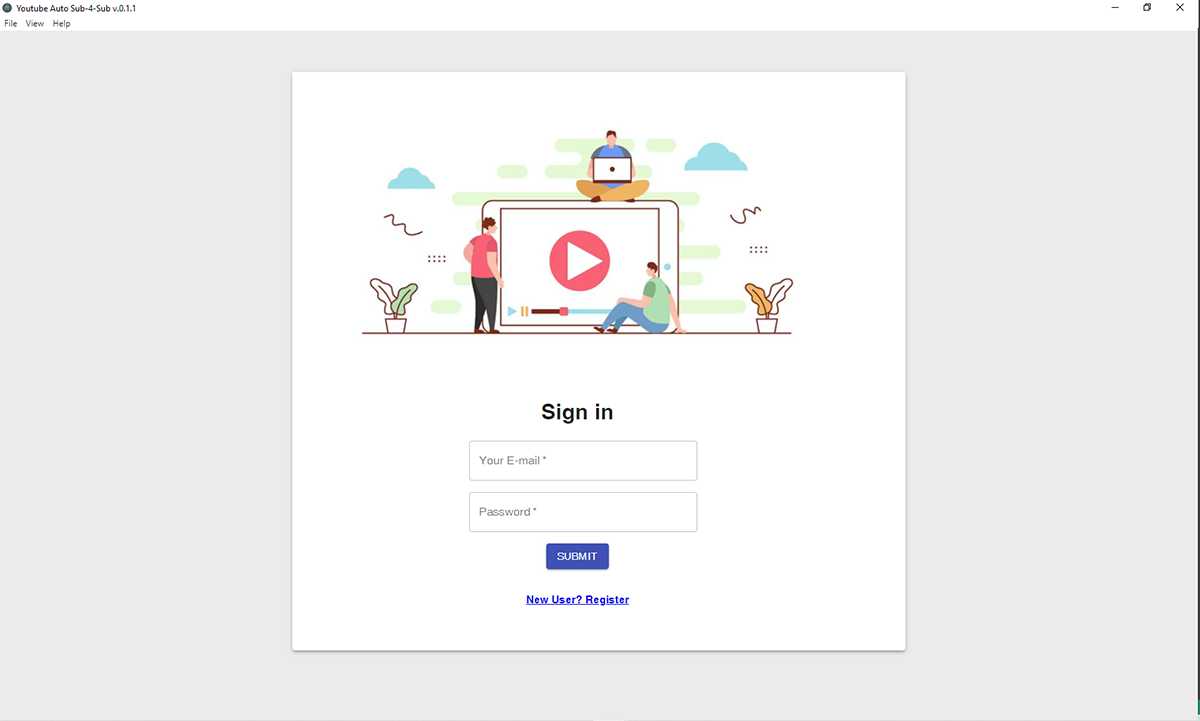 Youtube Auto Sub-4-Sub v.0.1.1
File View Help
Sign in
Your E-mail *
Password *
SUBMIT
New User? Register